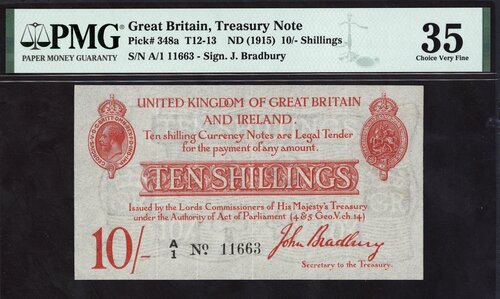 PMG
PAPER MONEY GUARANTY
Great Britain, Treasury Note
Pick# 348a T12-13 ND (1915) 10/- Shillings
S/N A/1 11663 - Sign. J. Bradbury
35
Choice Very Fine
UNITED KINGDOM OF GREAT BRITAIN
AND IRELAND.
Ten shilling Currency Notes are Legal Tender
for the payment of any amount.
TEN SHILLINGS
Issued by the Lords Commissioners of His Majesty's Treasury
under the Authority of Act of Parliament (4 & 5 Geo. V. ch. 14)
10/-
A/1 No. 11663
John Bradbury
Secretary to the Treasury.